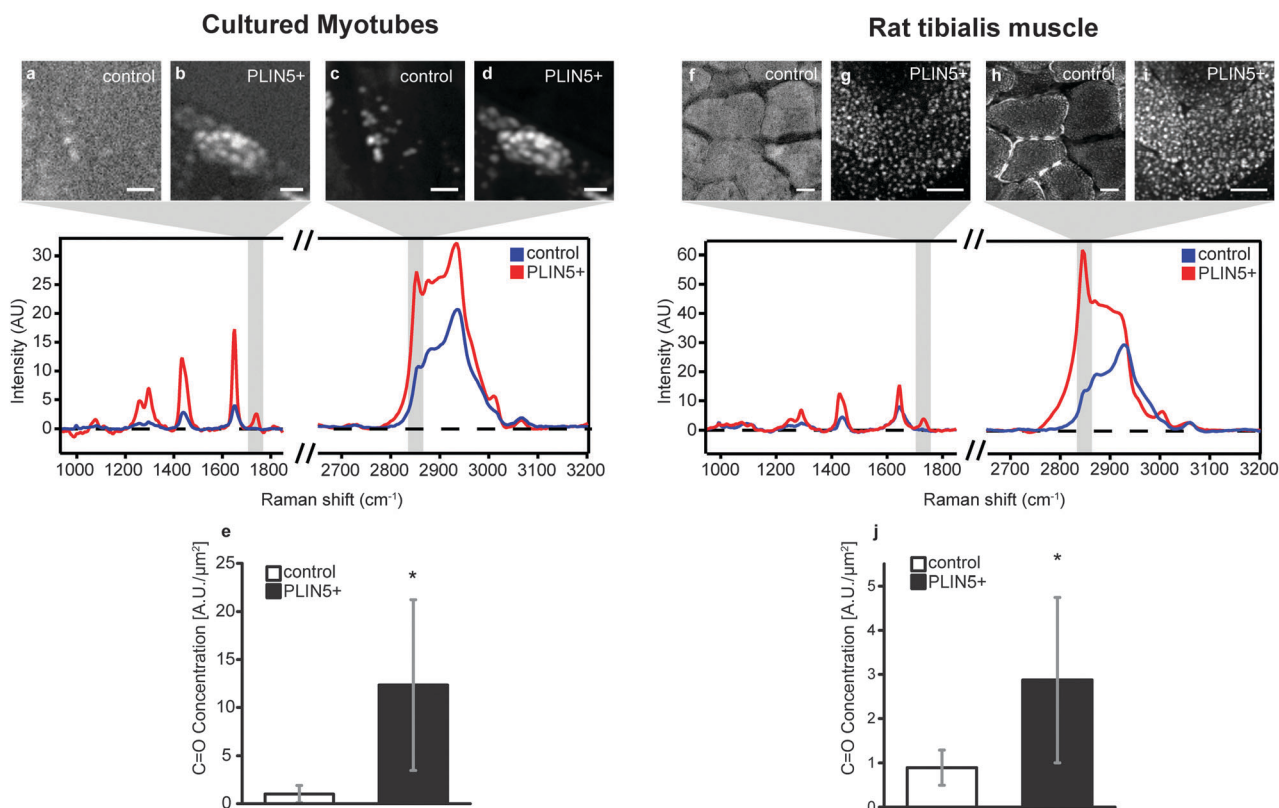 Cultured Myotubes
Rat tibialis muscle
a control
b PLIN5+
c control
d PLIN5+
f control
g PLIN5+
h control
i PLIN5+
Intensity (AU)
30
25
20
15
10
5
0
//
//
control
PLIN5+
1000 1200 1400 1600 1800 2700 2800 2900 3000 3100 3200
Raman shift (cm-1)
Intensity (AU)
60
50
40
30
20
10
0
//
//
control
PLIN5+
1000 1200 1400 1600 1800 2700 2800 2900 3000 3100 3200
Raman shift (cm-1)
e
C=O Concentration [A.U./µm²]
25
20
15
10
5
0
control
PLIN5+
*
j
C=O Concentration [A.U./µm²]
5
4
3
2
1
0
control
PLIN5+
*